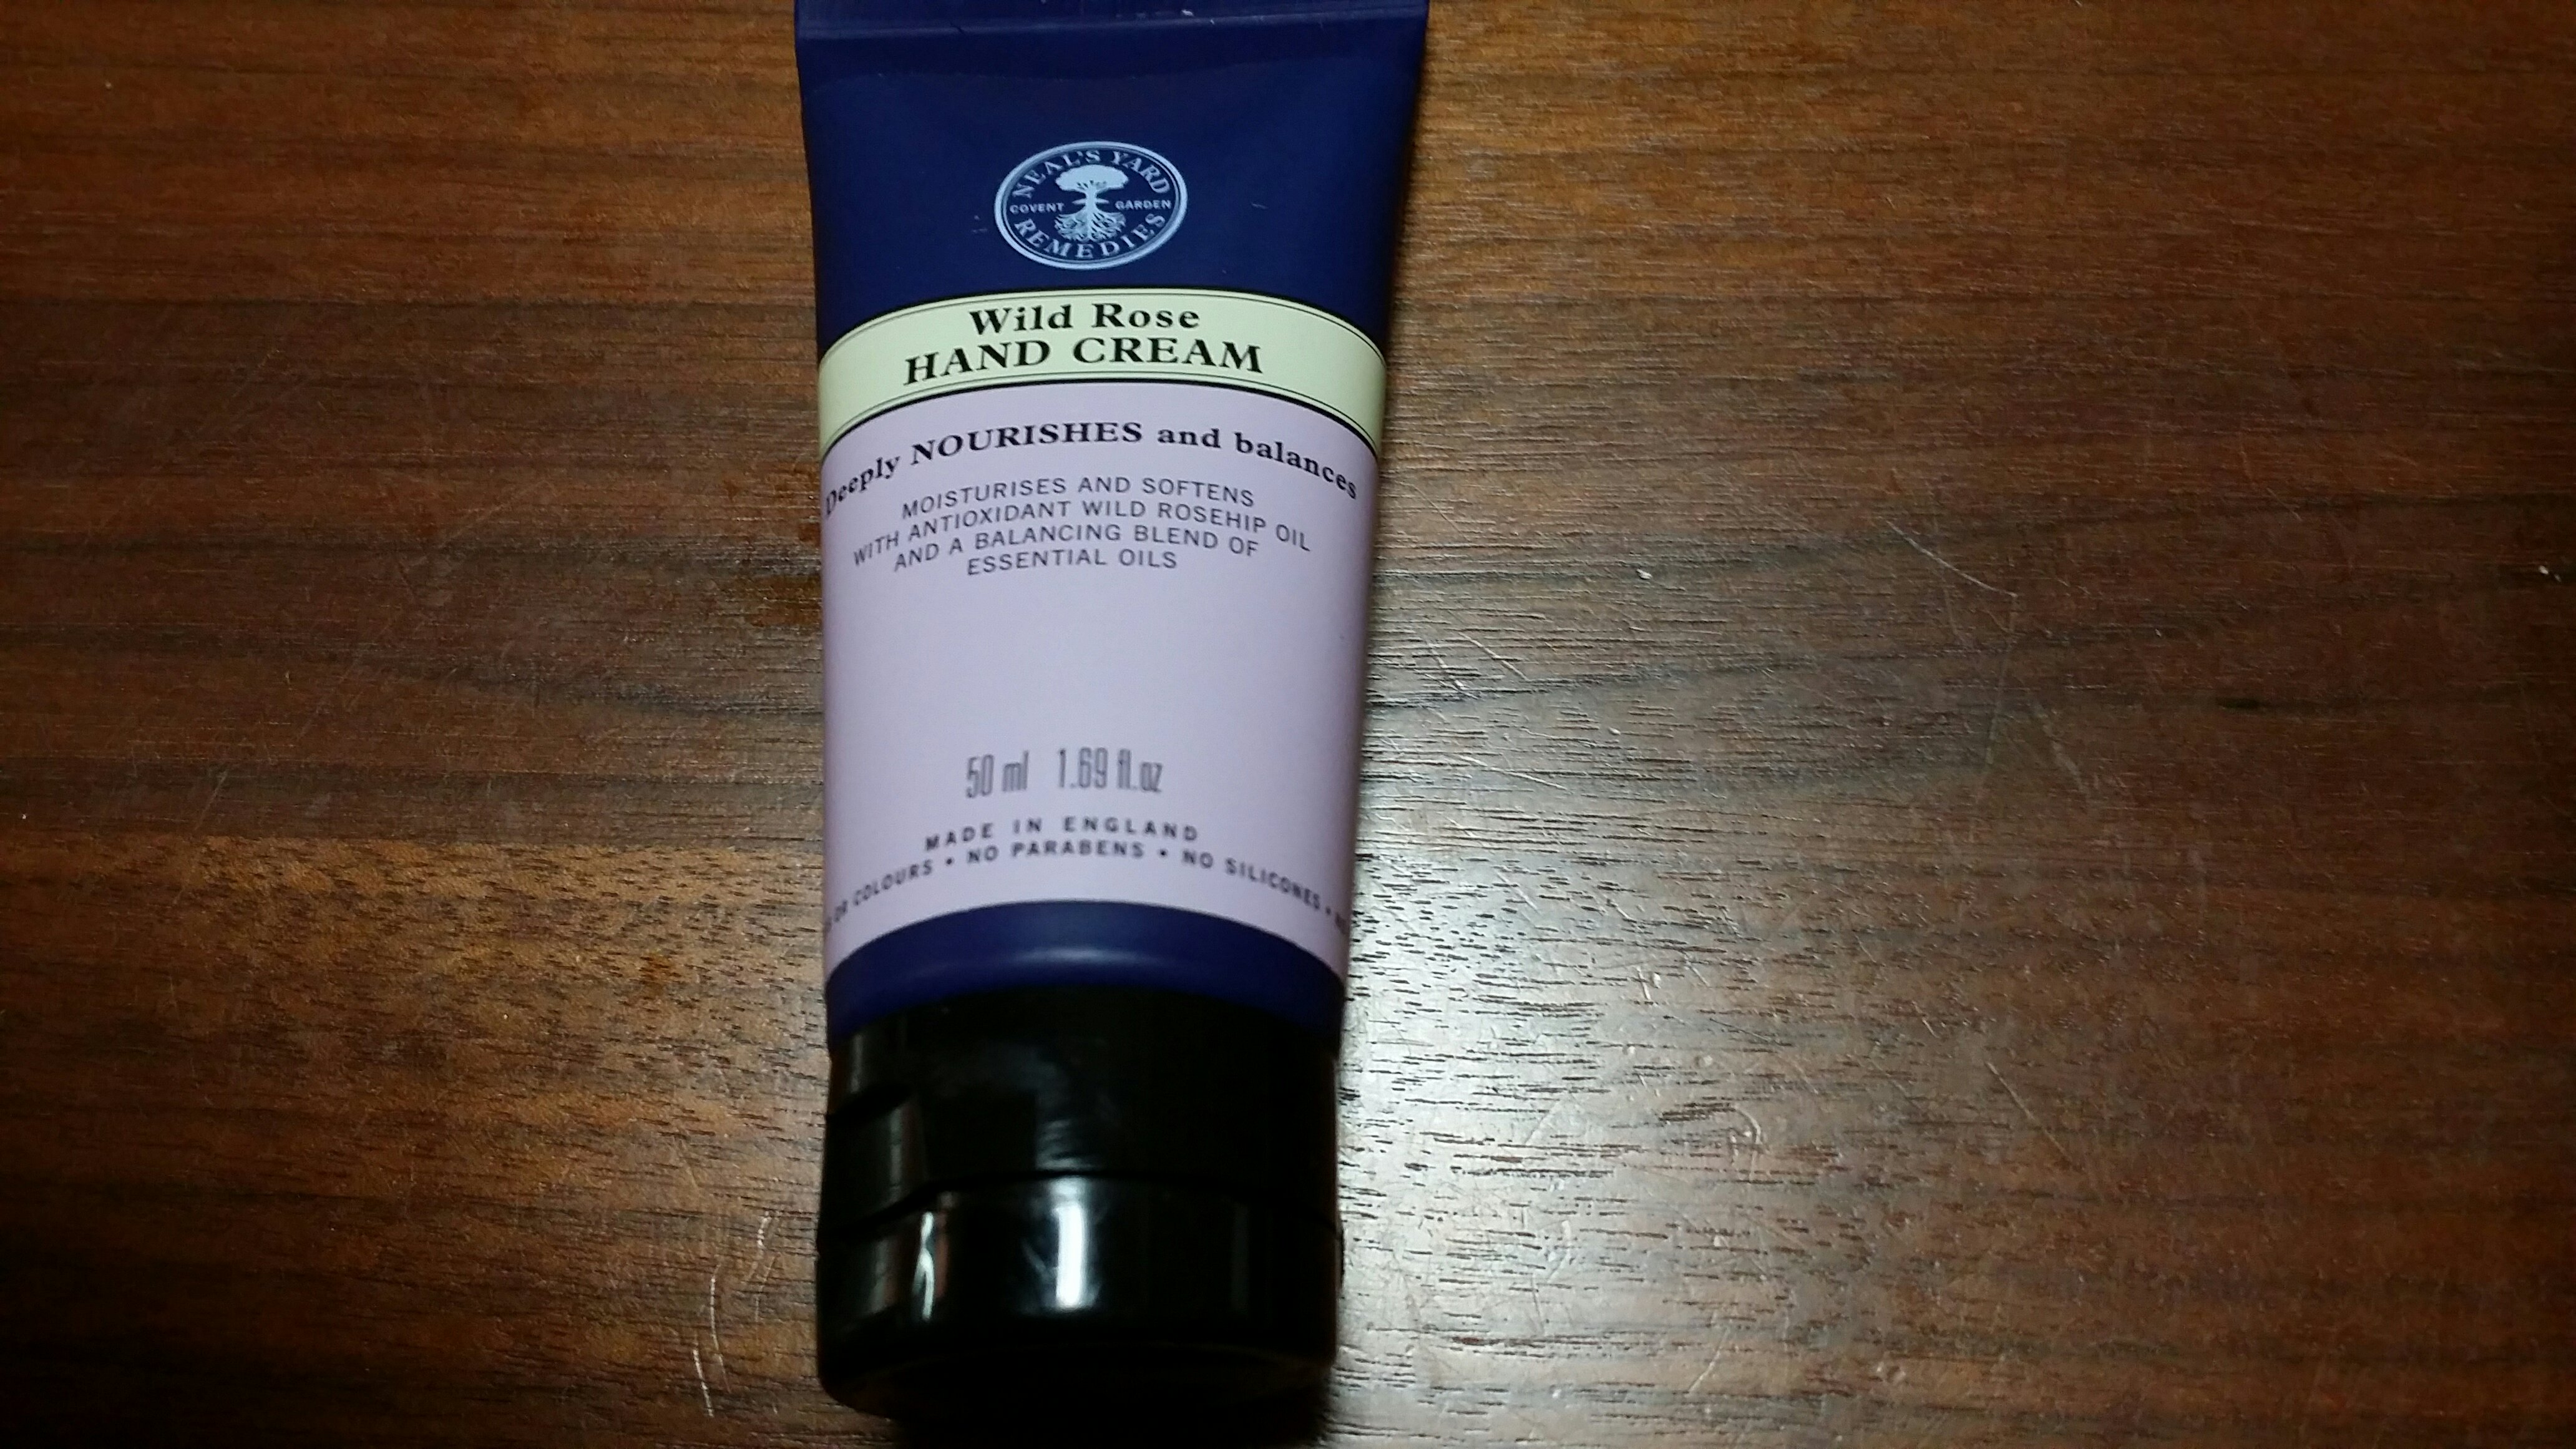 NEAL'S YARD
COVENT GARDEN
REMEDIES
Wild Rose
HAND CREAM
Deeply NOURISHES and balances
MOISTURISES AND SOFTENS
WITH ANTIOXIDANT WILD ROSEHIP OIL
AND A BALANCING BLEND OF
ESSENTIAL OILS
50 ml 1.69 fl.oz
MADE IN ENGLAND
OR COLOURS • NO PARABENS • NO SILICONES •